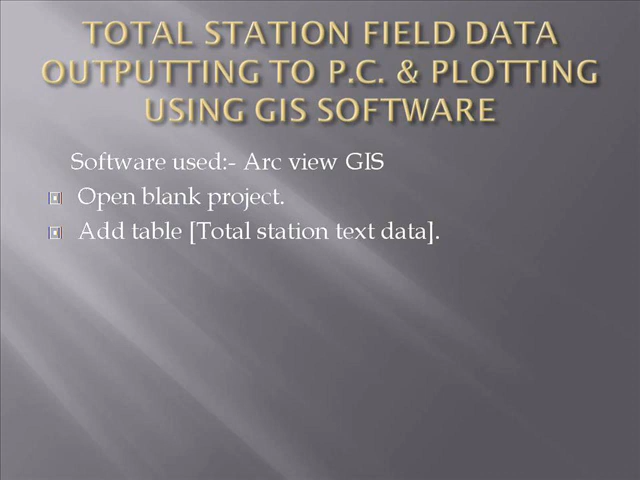 TOTAL STATION FIELD DATA
OUTPUTTING TO P.C. & PLOTTING
USING GIS SOFTWARE
Software used:- Arc view GIS
Open blank project.
Add table [Total station text data].